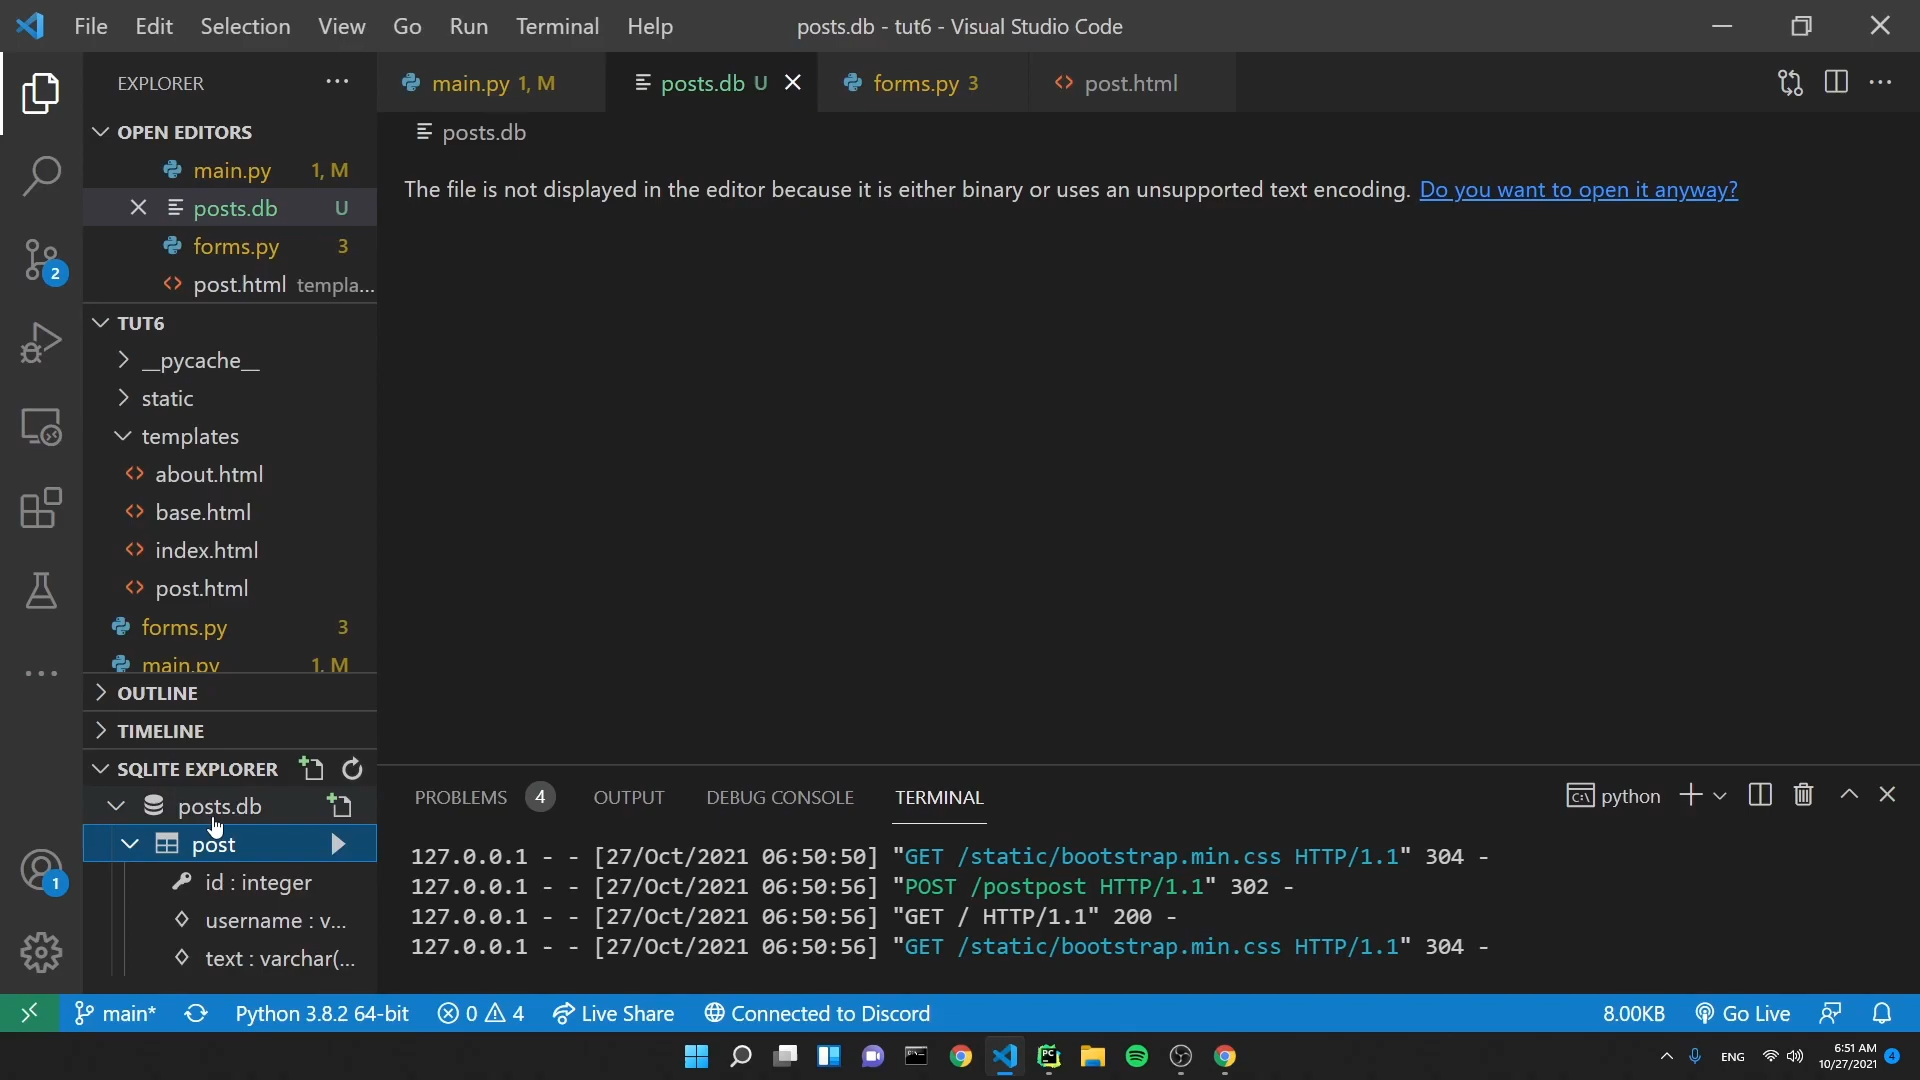 File Edit Selection View Go Run Terminal Help posts.db - tut6 - Visual Studio Code
EXPLORER
main.py 1, M posts.db U forms.py 3 post.html
OPEN EDITORS
posts.db
main.py 1, M
posts.db U
forms.py 3
post.html templa...
The file is not displayed in the editor because it is either binary or uses an unsupported text encoding. Do you want to open it anyway?
2
TUT6
__pycache__
static
templates
about.html
base.html
index.html
post.html
forms.py 3
main.py 1, M
OUTLINE
TIMELINE
SQLITE EXPLORER
posts.db
post
id : integer
username : v...
text : varchar(...
1
PROBLEMS 4 OUTPUT DEBUG CONSOLE TERMINAL python
127.0.0.1 - - [27/Oct/2021 06:50:50] "GET /static/bootstrap.min.css HTTP/1.1" 304 -
127.0.0.1 - - [27/Oct/2021 06:50:56] "POST /postpost HTTP/1.1" 302 -
127.0.0.1 - - [27/Oct/2021 06:50:56] "GET / HTTP/1.1" 200 -
127.0.0.1 - - [27/Oct/2021 06:50:56] "GET /static/bootstrap.min.css HTTP/1.1" 304 -
main* Python 3.8.2 64-bit 0 4 Live Share Connected to Discord 8.00KB Go Live
PC
ENG
6:51 AM
10/27/2021
4